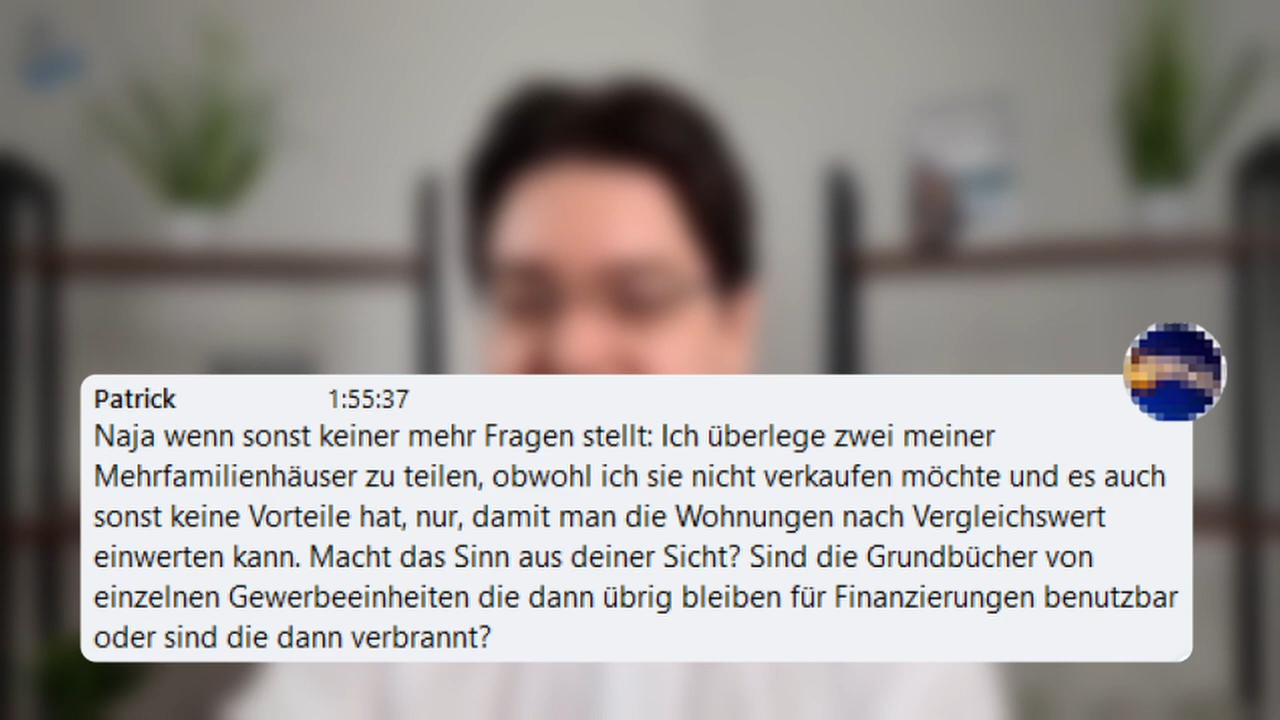 Patrick 1:55:37
Naja wenn sonst keiner mehr Fragen stellt: Ich überlege zwei meiner
Mehrfamilienhäuser zu teilen, obwohl ich sie nicht verkaufen möchte und es auch
sonst keine Vorteile hat, nur, damit man die Wohnungen nach Vergleichswert
einwerten kann. Macht das Sinn aus deiner Sicht? Sind die Grundbücher von
einzelnen Gewerbeeinheiten die dann übrig bleiben für Finanzierungen benutzbar
oder sind die dann verbrannt?